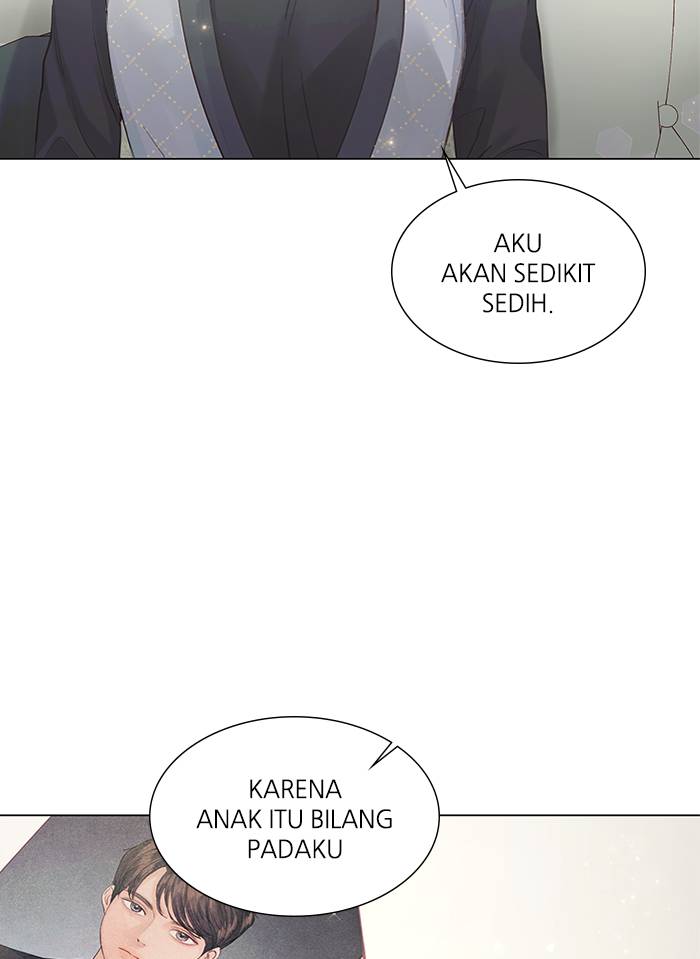 AKU
AKAN SEDIKIT
SEDIH.
KARENA
ANAK ITU BILANG
PADAKU